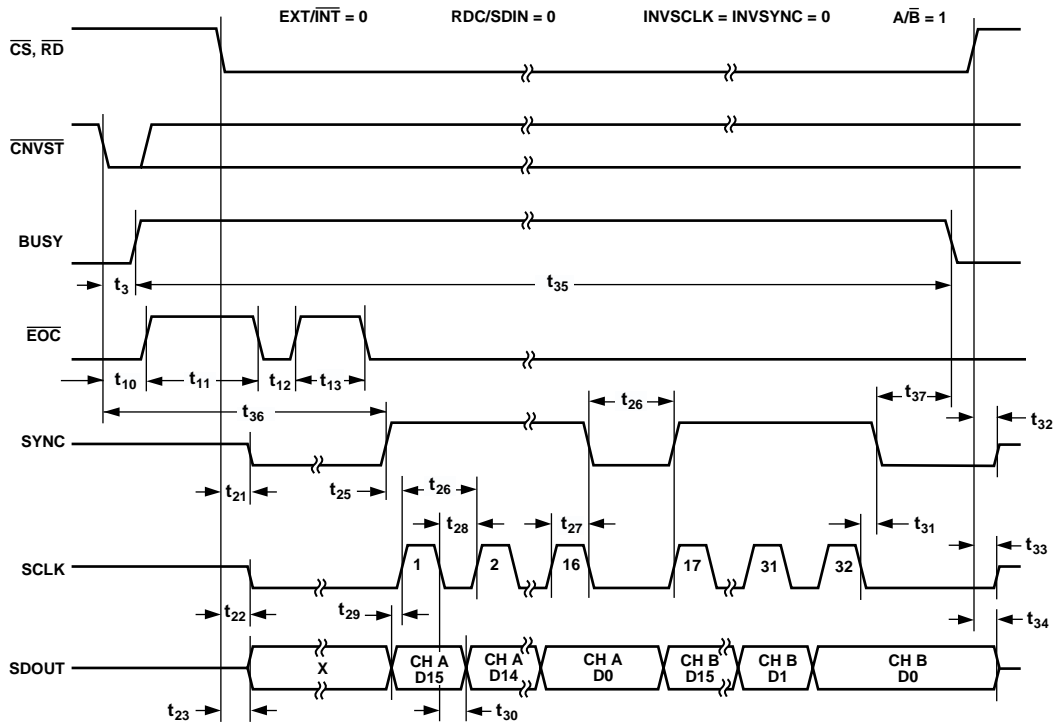 EXT/INT = 0 RDC/SDIN = 0 INVSCLK = INVSYNC = 0 A/B = 1
CS, RD
CNVST
BUSY
t3 t35
EOC
t10 t11 t12 t13
t36 t26 t37
t32
SYNC
t21 t25 t26
t28 t27 t31
t33
SCLK 1 2 16 17 31 32
t22 t29 t34
SDOUT X CH A D15 CH A D14 CH A D0 CH B D15 CH B D1 CH B D0
t23 t30